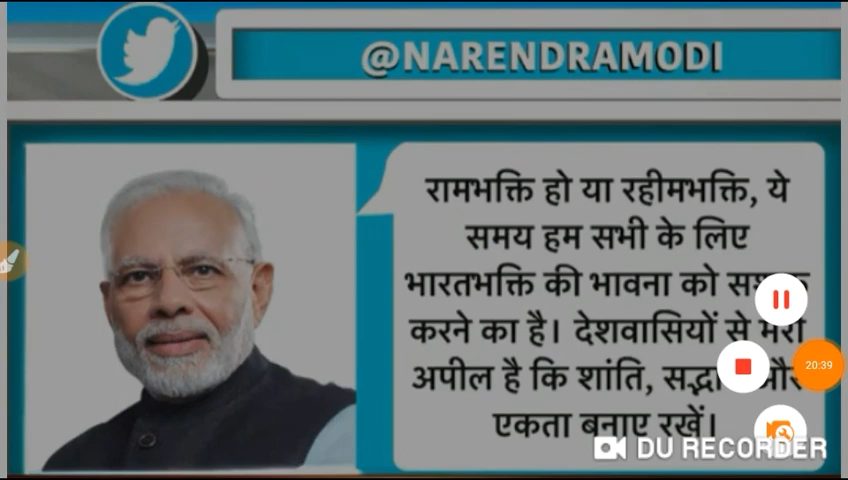 @NARENDRAMODI
रामभक्ति हो या रहीमभक्ति, ये
समय हम सभी के लिए
भारतभक्ति की भावना को
करने का है। देशवासियों से मेरी
अपील है कि शांति, और
एकता बनाए रखें।
20:39
DU RECORDER